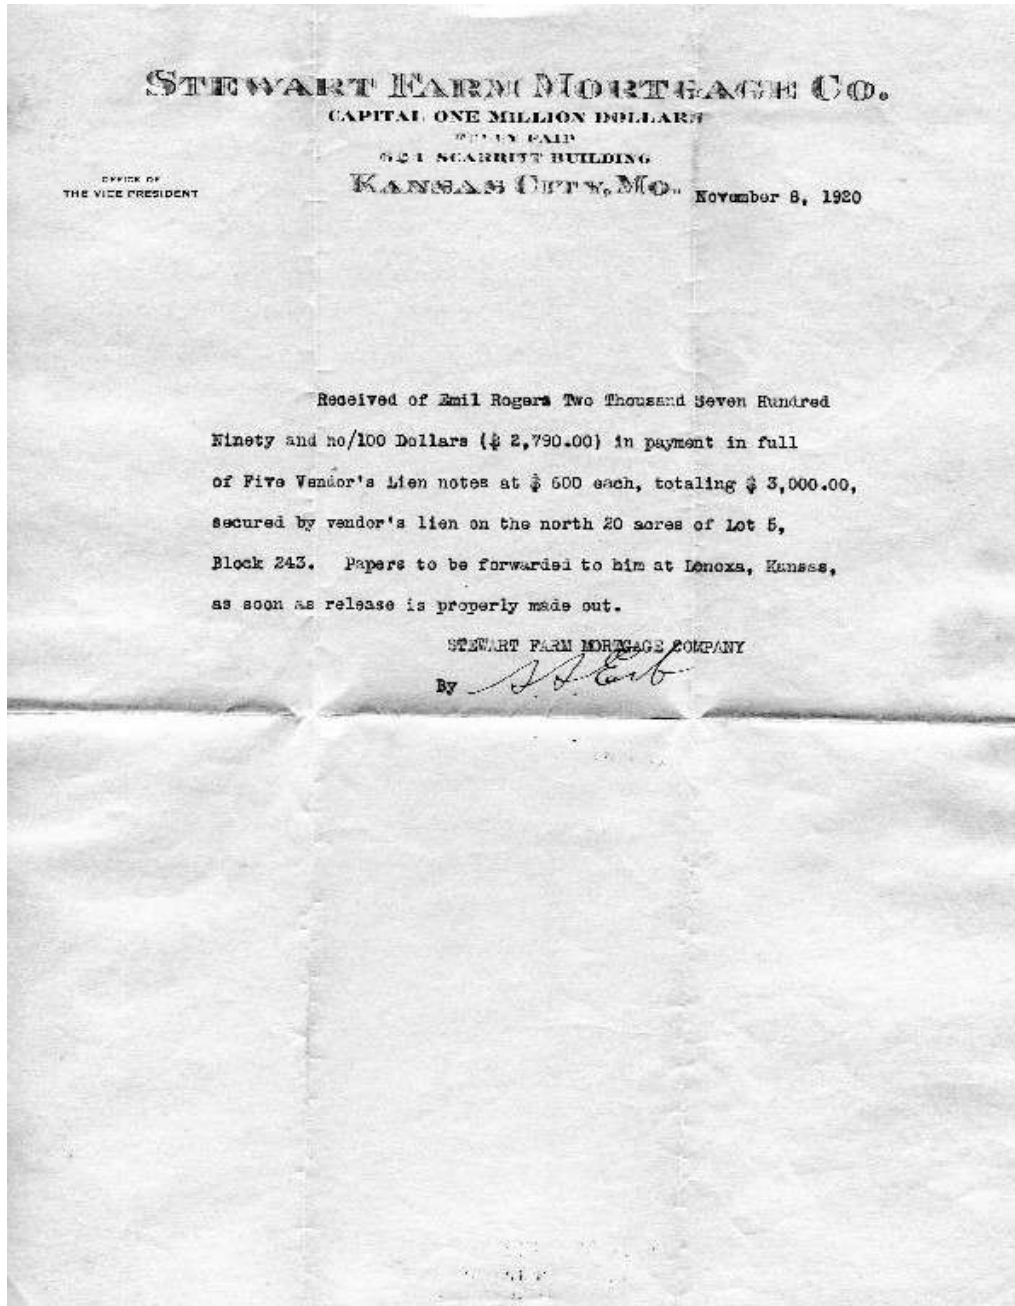 STEWART FARM MORTGAGE CO.
CAPITAL ONE MILLION DOLLARS
FULLY PAID
SCARRITT BUILDING
OFFICE OF
THE VICE PRESIDENT
KANSAS CITY, MO.
November 8, 1920
Received of Emil Rogers Two Thousand Seven Hundred
Ninety and no/100 Dollars ($ 2,790.00) in payment in full
of Five Vendor's Lien notes at $ 600 each, totaling $ 3,000.00,
secured by vendor's lien on the north 20 acres of Lot 5,
Block 243. Papers to be forwarded to him at Lenexa, Kansas,
as soon as release is properly made out.
STEWART FARM MORTGAGE COMPANY
By